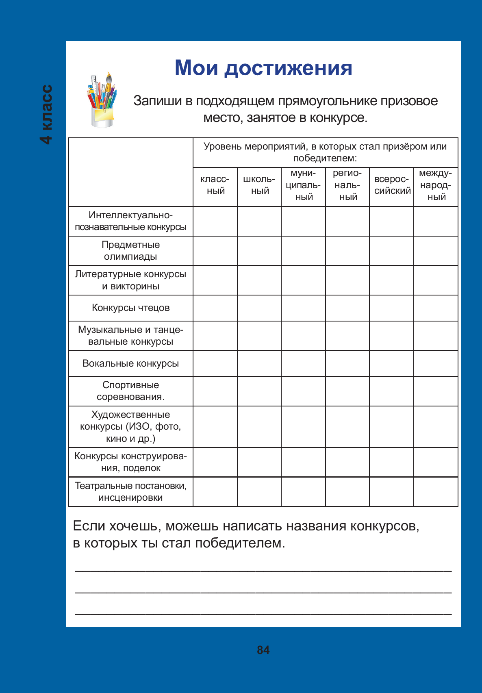 4 класс
Мои достижения
Запиши в подходящем прямоугольнике призовое
место, занятое в конкурсе.
Уровень мероприятий, в которых стал призёром или
победителем:
класс-
ный
школь-
ный
муни-
ципаль-
ный
регио-
наль-
ный
всерос-
сийский
между-
народ-
ный
Интеллектуально-
познавательные конкурсы
Предметные
олимпиады
Литературные конкурсы
и викторины
Конкурсы чтецов
Музыкальные и танце-
вальные конкурсы
Вокальные конкурсы
Спортивные
соревнования.
Художественные
конкурсы (ИЗО, фото,
кино и др.)
Конкурсы конструирова-
ния, поделок
Театральные постановки,
инсценировки
Если хочешь, можешь написать названия конкурсов,
в которых ты стал победителем.
84